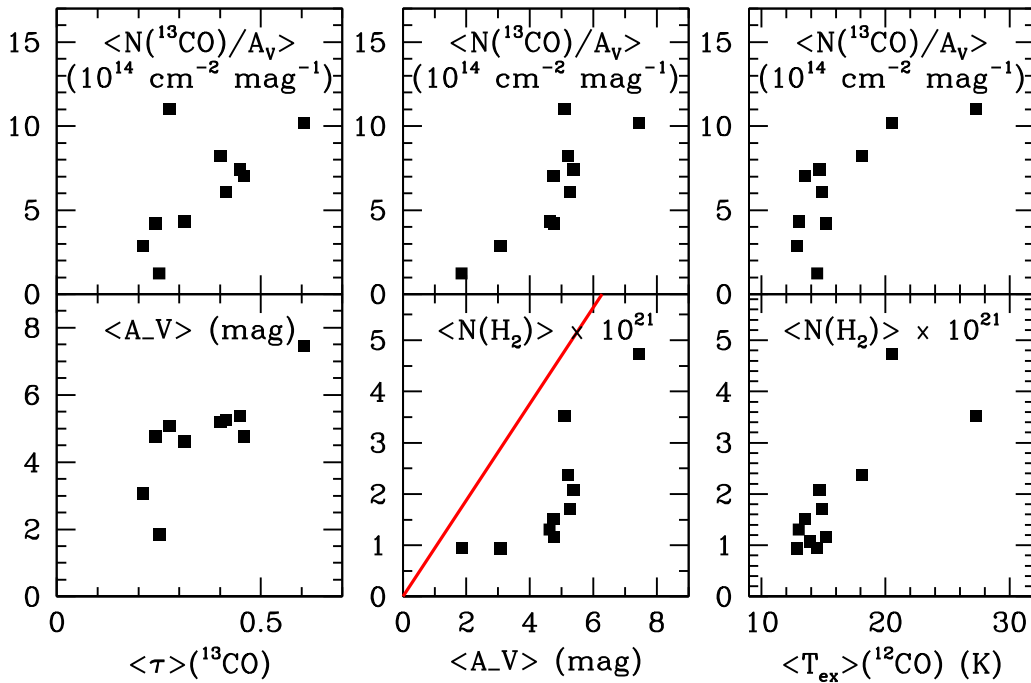 <N(¹³CO)/A_V>
(10¹⁴ cm⁻² mag⁻¹)
15
10
5
0
<N(¹³CO)/A_V>
(10¹⁴ cm⁻² mag⁻¹)
15
10
5
0
<N(¹³CO)/A_V>
(10¹⁴ cm⁻² mag⁻¹)
15
10
5
0
<A_V> (mag)
8
6
4
2
0
0 0.5
<τ>(¹³CO)
<N(H₂)> × 10²¹
5
4
3
2
1
0
0 2 4 6 8
<A_V> (mag)
<N(H₂)> × 10²¹
5
4
3
2
1
0
10 20 30
<T_ex>(¹²CO) (K)